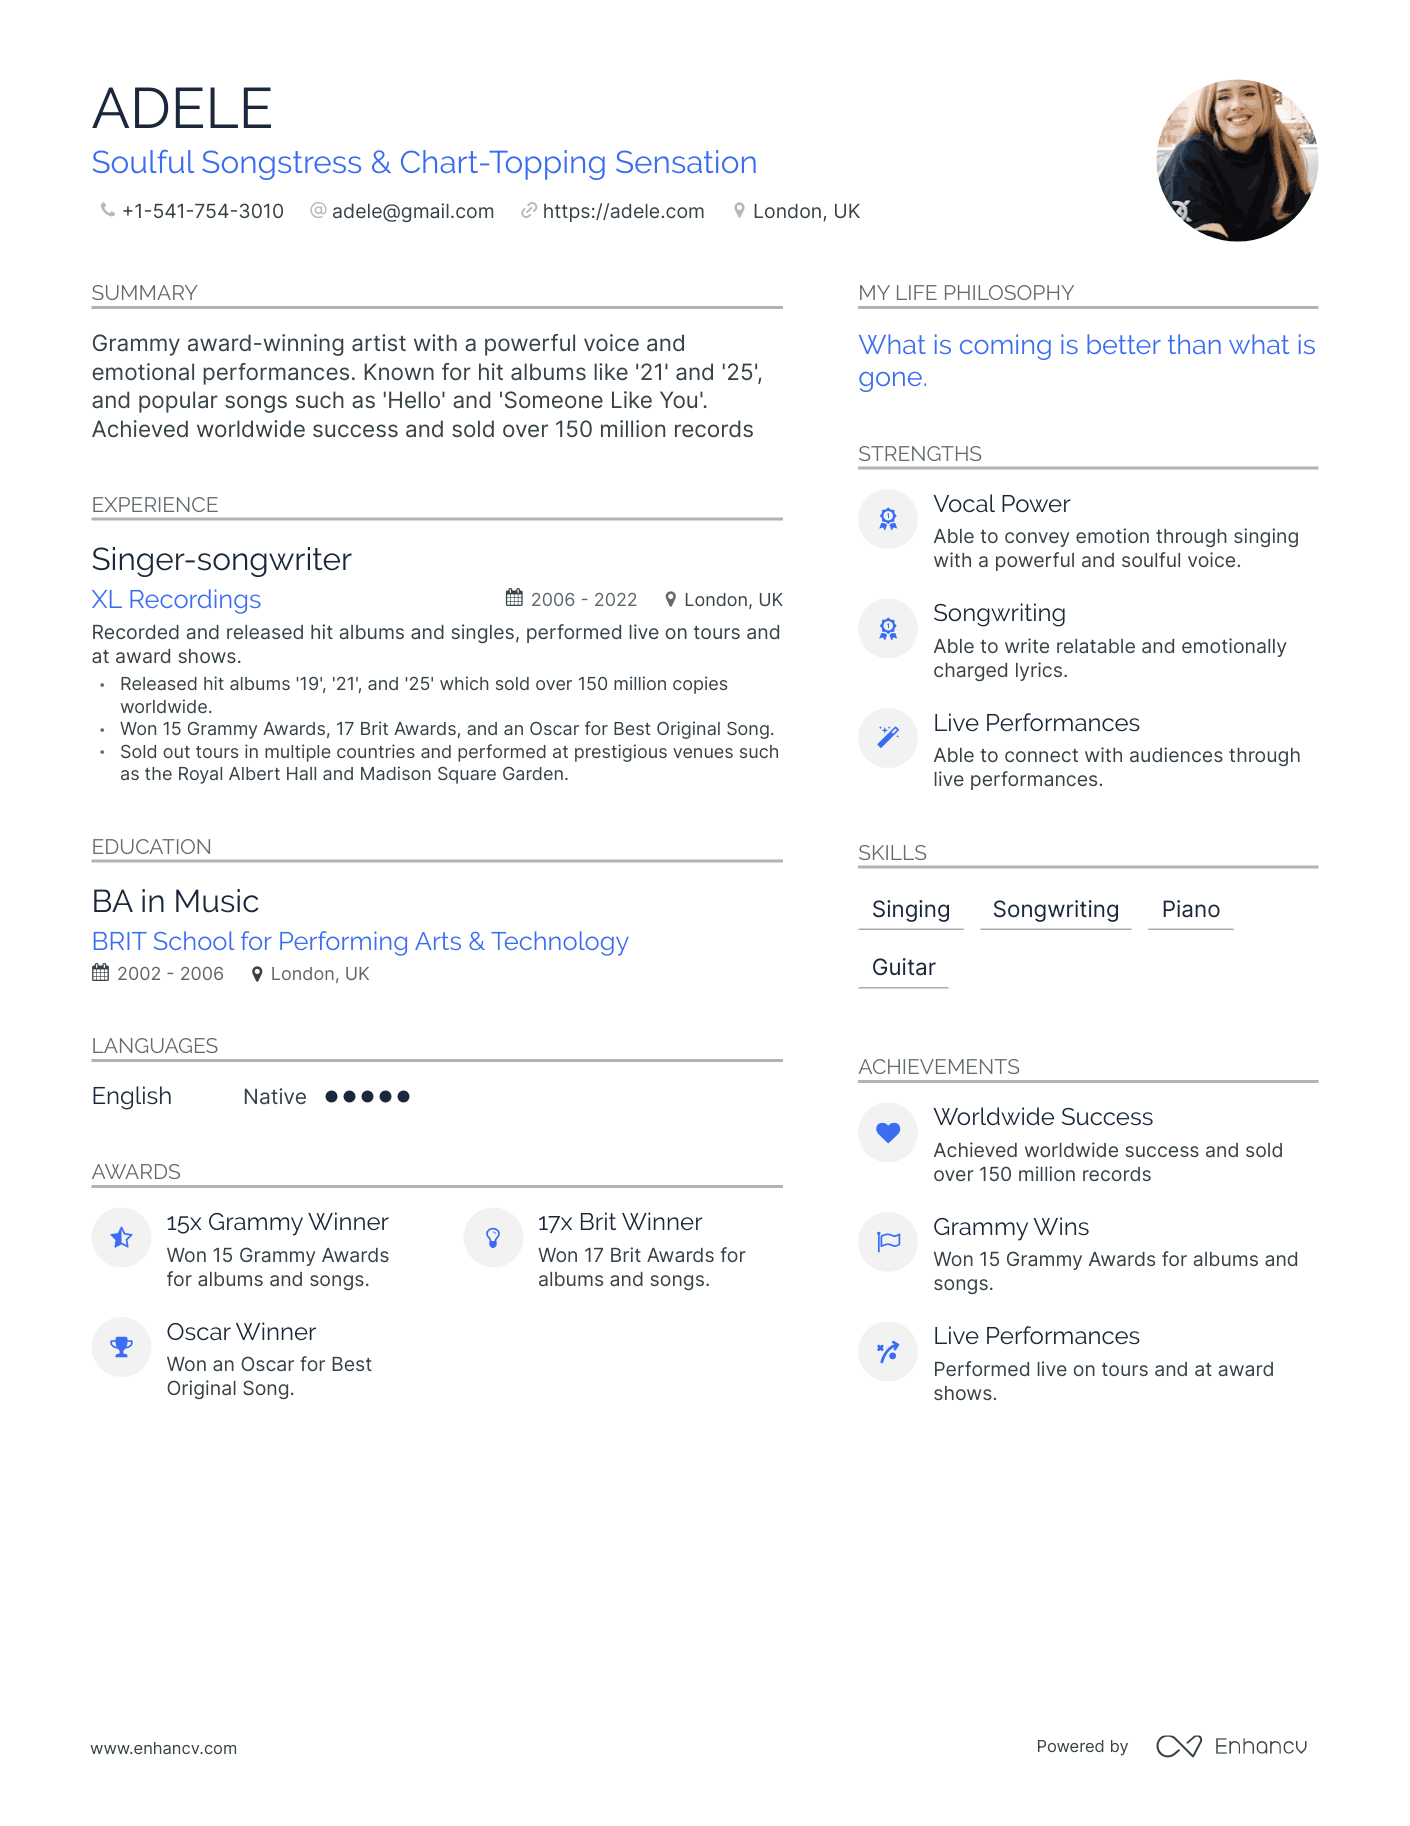 ADELE
Soulful Songstress & Chart-Topping Sensation
+1-541-754-3010 adele@gmail.com https://adele.com London, UK
SUMMARY
Grammy award-winning artist with a powerful voice and
emotional performances. Known for hit albums like '21' and '25',
and popular songs such as 'Hello' and 'Someone Like You'.
Achieved worldwide success and sold over 150 million records
EXPERIENCE
Singer-songwriter
XL Recordings 2006 - 2022 London, UK
Recorded and released hit albums and singles, performed live on tours and
at award shows.
• Released hit albums '19', '21', and '25' which sold over 150 million copies
worldwide.
• Won 15 Grammy Awards, 17 Brit Awards, and an Oscar for Best Original Song.
• Sold out tours in multiple countries and performed at prestigious venues such
as the Royal Albert Hall and Madison Square Garden.
EDUCATION
BA in Music
BRIT School for Performing Arts & Technology
2002 - 2006 London, UK
LANGUAGES
English Native
AWARDS
15x Grammy Winner
Won 15 Grammy Awards
for albums and songs.
17x Brit Winner
Won 17 Brit Awards for
albums and songs.
Oscar Winner
Won an Oscar for Best
Original Song.
MY LIFE PHILOSOPHY
What is coming is better than what is
gone.
STRENGTHS
Vocal Power
Able to convey emotion through singing
with a powerful and soulful voice.
Songwriting
Able to write relatable and emotionally
charged lyrics.
Live Performances
Able to connect with audiences through
live performances.
SKILLS
Singing Songwriting Piano
Guitar
ACHIEVEMENTS
Worldwide Success
Achieved worldwide success and sold
over 150 million records
Grammy Wins
Won 15 Grammy Awards for albums and
songs.
Live Performances
Performed live on tours and at award
shows.
www.enhancv.com
Powered by Enhancv